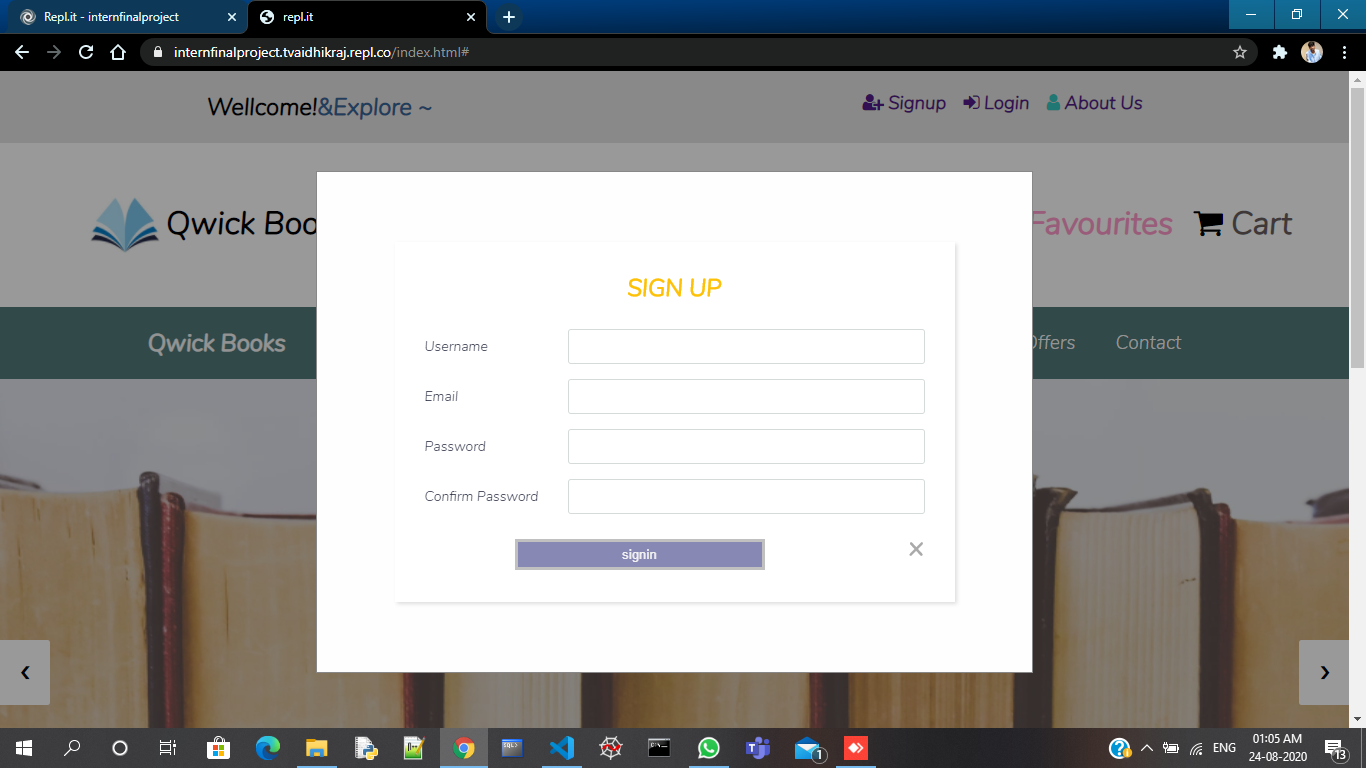 Repl.it - internfinalproject
repl.it
internfinalproject.tvaidhikraj.repl.co/index.html#
Wellcome!&Explore ~
Signup Login About Us
Qwick Boo
Favourites Cart
Qwick Books
Offers Contact
SIGN UP
Username
Email
Password
Confirm Password
signin
ENG
01:05 AM
24-08-2020
1
13